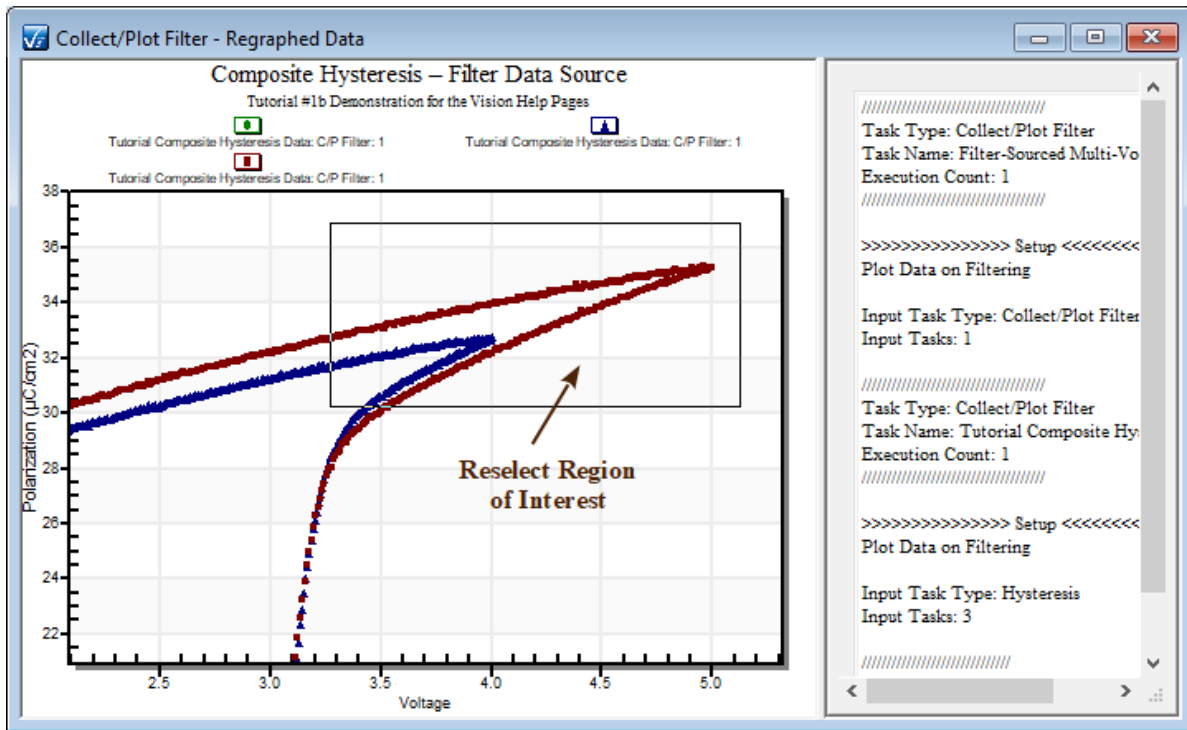 Collect/Plot Filter - Regraphed Data
Composite Hysteresis – Filter Data Source
Tutorial #1b Demonstration for the Vision Help Pages
Tutorial Composite Hysteresis Data: C/P Filter: 1
Tutorial Composite Hysteresis Data: C/P Filter: 1
Tutorial Composite Hysteresis Data: C/P Filter: 1
38
36
34
32
30
28
26
24
22
Polarization (µC/cm2)
Reselect Region
of Interest
2.5 3.0 3.5 4.0 4.5 5.0
Voltage
/////////////////////////////////////////
Task Type: Collect/Plot Filter
Task Name: Filter-Sourced Multi-Vo
Execution Count: 1
/////////////////////////////////////////
>>>>>>>>>>>>>>> Setup <<<<<<<<
Plot Data on Filtering
Input Task Type: Collect/Plot Filter
Input Tasks: 1
/////////////////////////////////////////
Task Type: Collect/Plot Filter
Task Name: Tutorial Composite Hy
Execution Count: 1
/////////////////////////////////////////
>>>>>>>>>>>>>>> Setup <<<<<<<<
Plot Data on Filtering
Input Task Type: Hysteresis
Input Tasks: 3
/////////////////////////////////